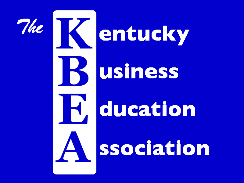 The
Kentucky
Business
Education
Association